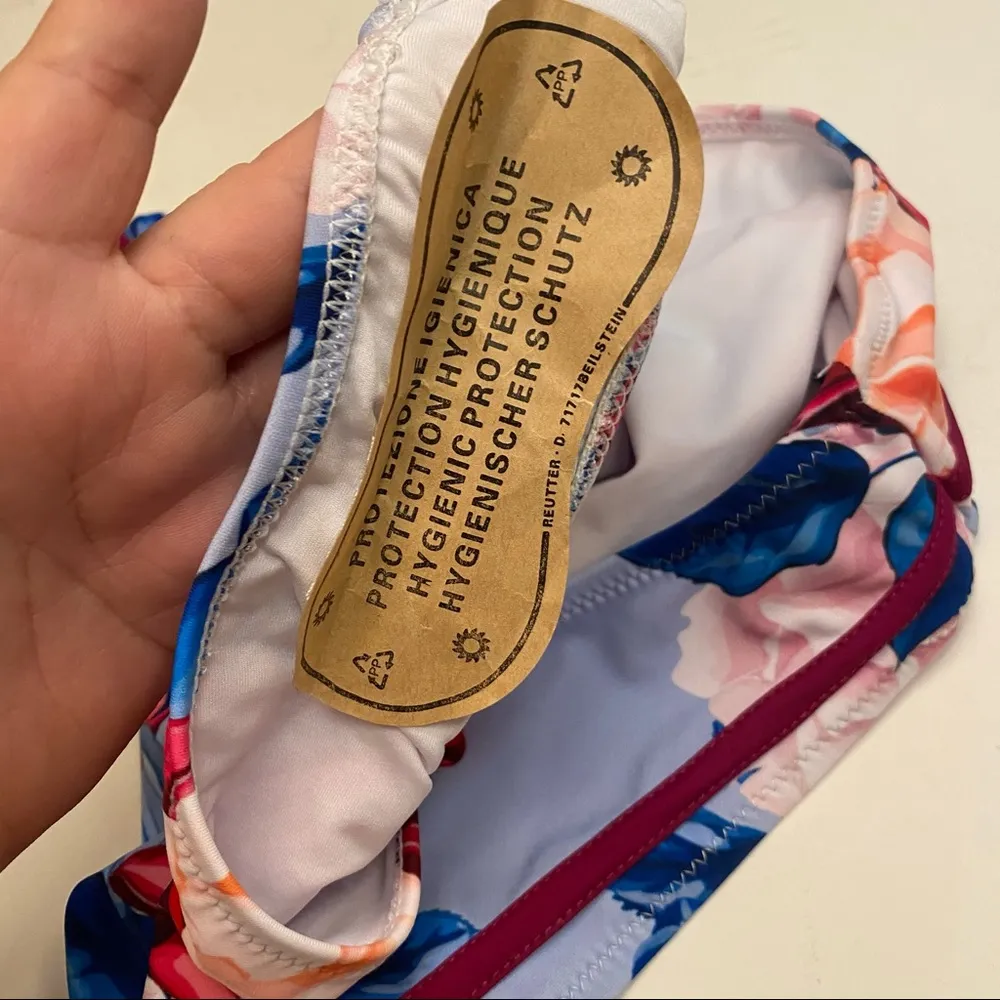 PP
PROTEZIONE IGIENICA
PROTECTION HYGIENIQUE
HYGIENIC PROTECTION
HYGIENISCHER SCHUTZ
REUTTER · D. 71717 BEILSTEIN
PP